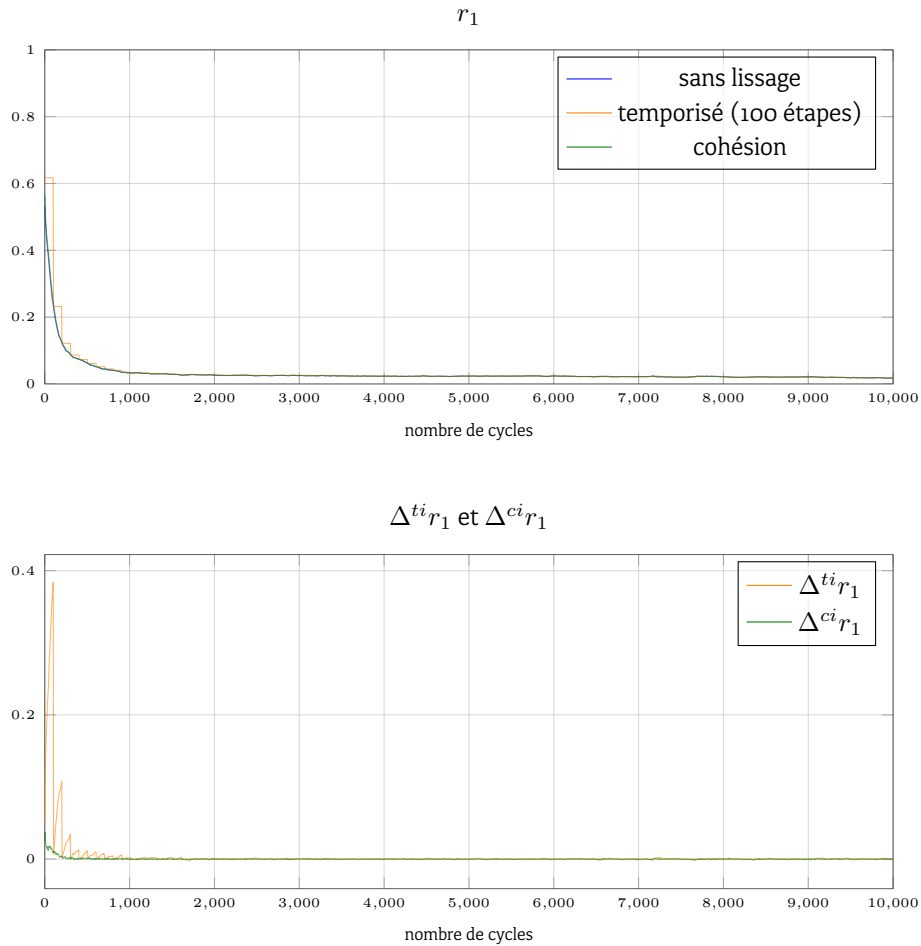 r₁
1
0.8
0.6
0.4
0.2
0
sans lissage
temporisé (100 étapes)
cohésion
1,000 2,000 3,000 4,000 5,000 6,000 7,000 8,000 9,000 10,000
nombre de cycles
Δᵗⁱr₁ et Δᶜⁱr₁
0.4
0.2
0
Δᵗⁱr₁
Δᶜⁱr₁
0 1,000 2,000 3,000 4,000 5,000 6,000 7,000 8,000 9,000 10,000
nombre de cycles